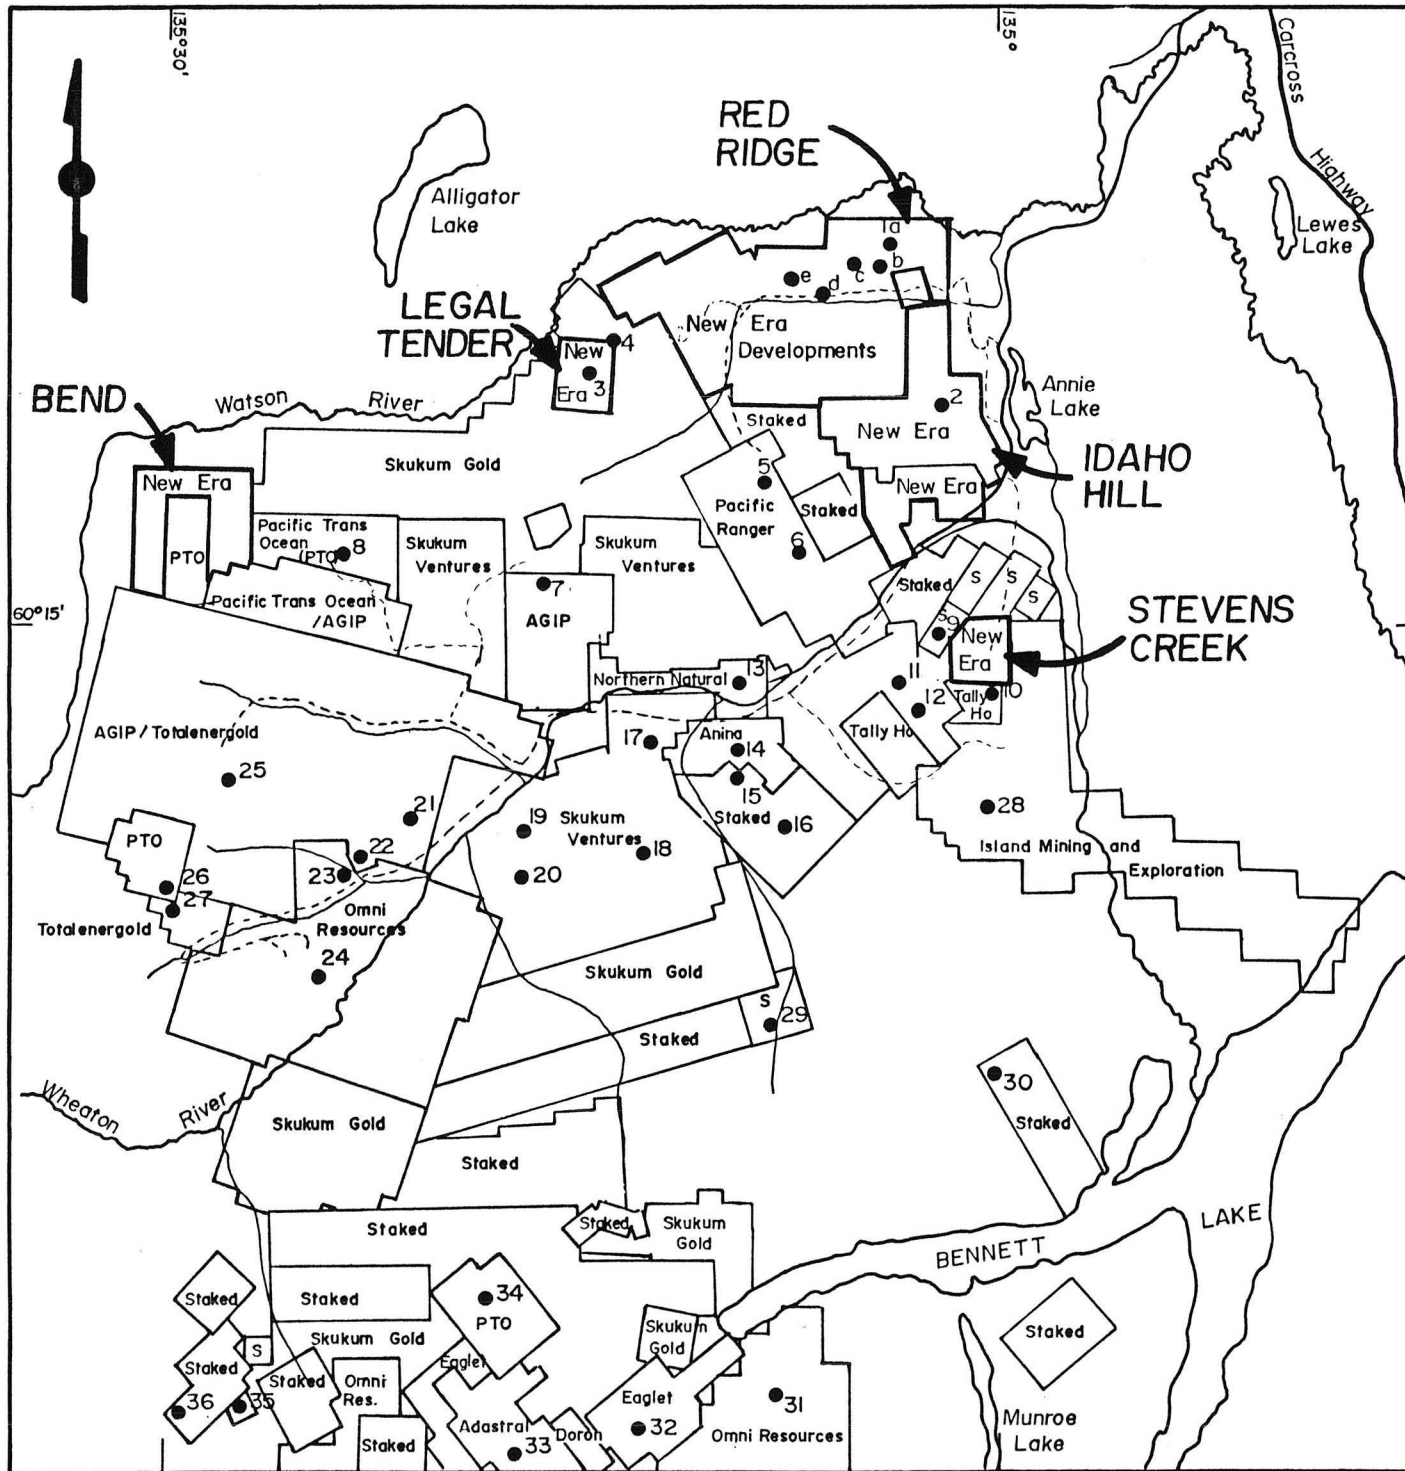 135°30'
135°
Carcross
Highway
RED
RIDGE
Alligator
Lake
Lewes
Lake
1a
b
c
d
e
LEGAL
TENDER
New Era
Developments
4
New
Era 3
BEND
Watson River
Annie
Lake
2
New Era
Staked
Skukum Gold
IDAHO
HILL
5
New Era
New Era
Pacific
Ranger
Staked
PTO
Pacific Trans
Ocean
(PTO)
8
Skukum
Ventures
Skukum
Ventures
6
7
AGIP
Staked
S
S
S
S
9
60°15'
Pacific Trans Ocean
/AGIP
STEVENS
CREEK
New
Era
Northern Natural
13
11
12
10
Tally
Ho
AGIP / Totalenergold
17
Anina
14
Tally Ho
25
15
Staked
16
28
21
19
Skukum
Ventures
18
20
Island Mining and
Exploration
PTO
22
23
26
27
Totalenergold
Omni
Resources
24
Skukum Gold
S
29
Staked
30
Staked
Wheaton River
Skukum Gold
Staked
Staked
Staked
Skukum
Gold
BENNETT LAKE
Staked
Staked
34
PTO
Skukum Gold
Skukum
Gold
Staked
S
Staked
Staked
Eaglet
Omni
Res.
36
35
Eaglet
32
31
Adastral
33
Doron
Omni Resources
Staked
Munroe
Lake